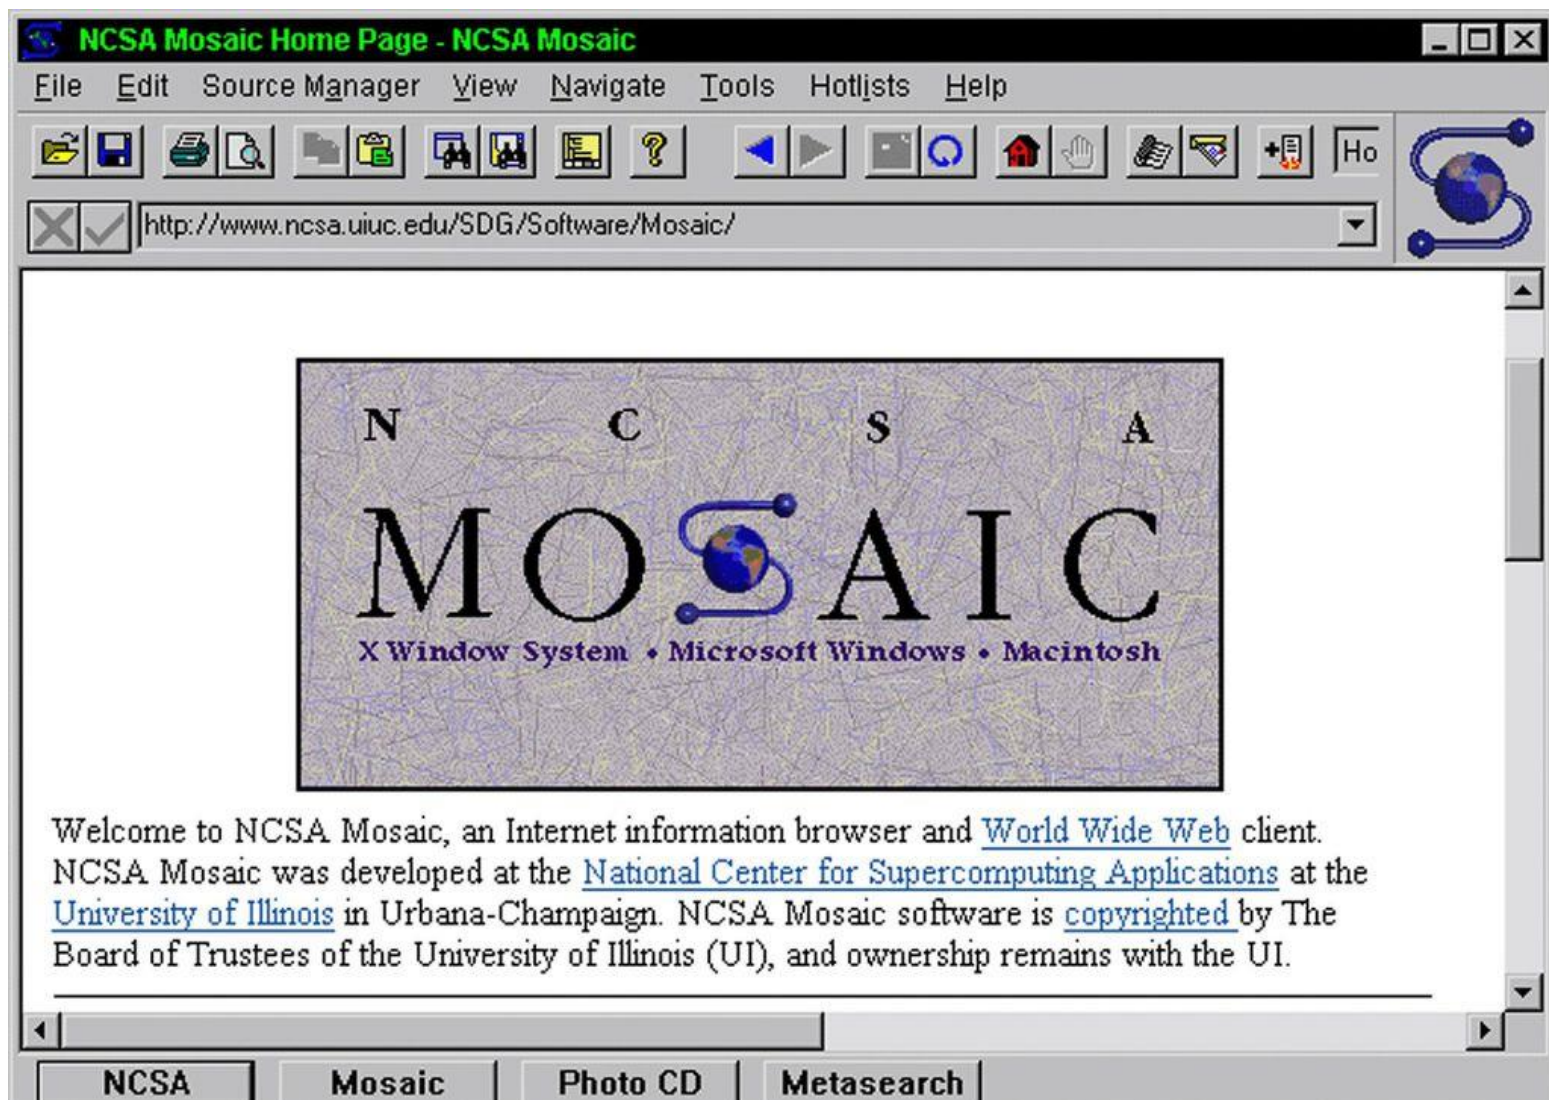 NCSA Mosaic Home Page - NCSA Mosaic
File Edit Source Manager View Navigate Tools Hotlists Help
Ho
http://www.ncsa.uiuc.edu/SDG/Software/Mosaic/
N C S A
MOSAIC
X Window System • Microsoft Windows • Macintosh
Welcome to NCSA Mosaic, an Internet information browser and World Wide Web client.
NCSA Mosaic was developed at the National Center for Supercomputing Applications at the
University of Illinois in Urbana-Champaign. NCSA Mosaic software is copyrighted by The
Board of Trustees of the University of Illinois (UI), and ownership remains with the UI.
NCSA Mosaic Photo CD Metasearch